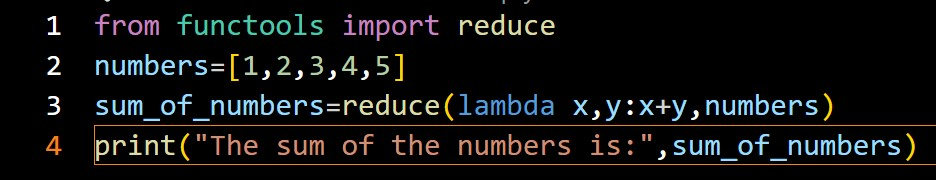 1 from functools import reduce
2 numbers=[1,2,3,4,5]
3 sum_of_numbers=reduce(lambda x,y:x+y,numbers)
4 print("The sum of the numbers is:",sum_of_numbers)